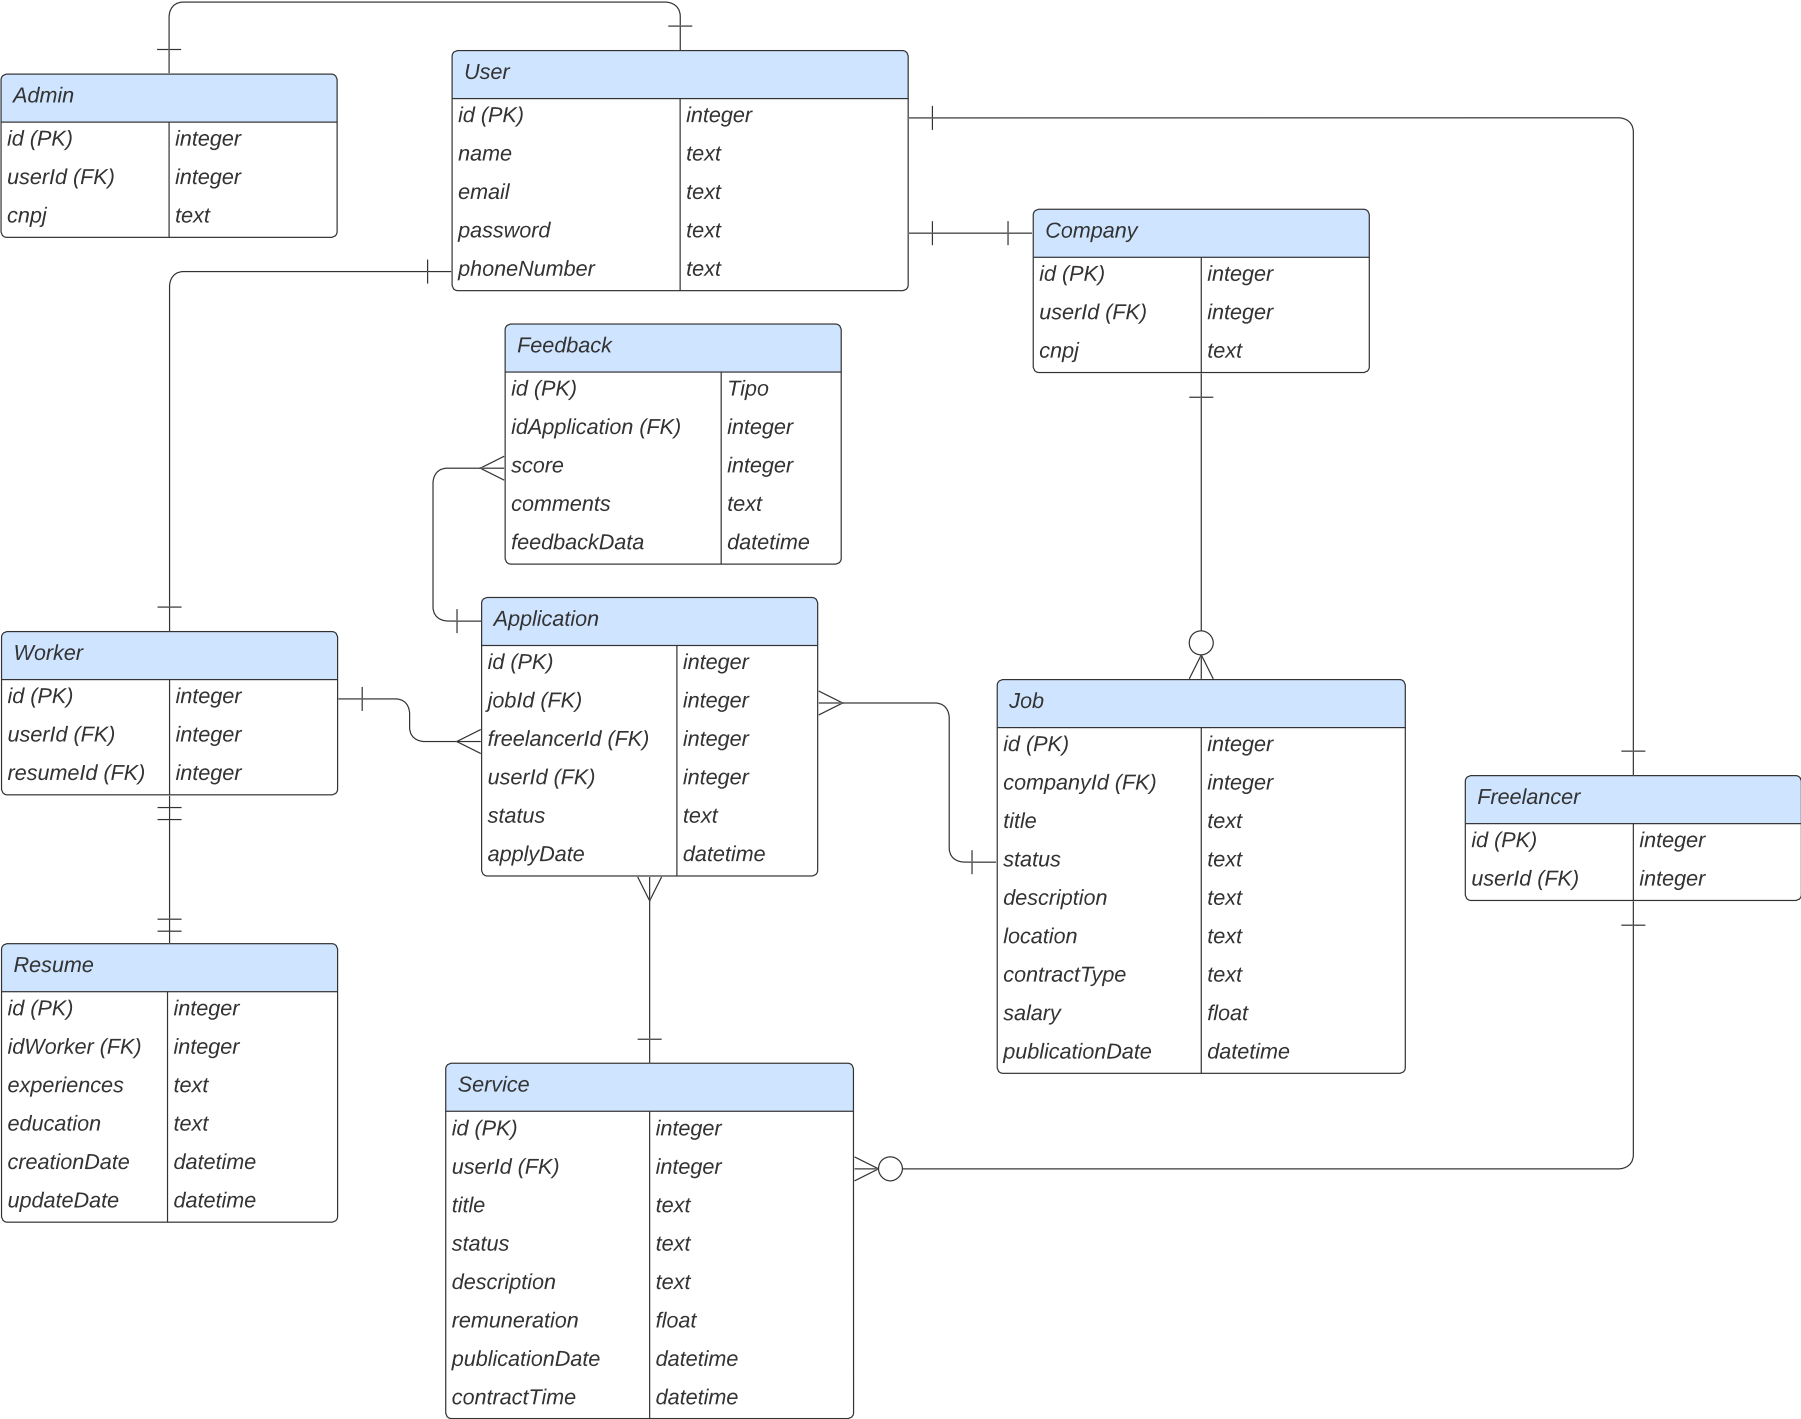 Admin
id (PK) integer
userId (FK) integer
cnpj text
User
id (PK) integer
name text
email text
password text
phoneNumber text
Company
id (PK) integer
userId (FK) integer
cnpj text
Feedback
id (PK) Tipo
idApplication (FK) integer
score integer
comments text
feedbackData datetime
Application
id (PK) integer
jobId (FK) integer
freelancerId (FK) integer
userId (FK) integer
status text
applyDate datetime
Worker
id (PK) integer
userId (FK) integer
resumeId (FK) integer
Job
id (PK) integer
companyId (FK) integer
title text
status text
description text
location text
contractType text
salary float
publicationDate datetime
Freelancer
id (PK) integer
userId (FK) integer
Resume
id (PK) integer
idWorker (FK) integer
experiences text
education text
creationDate datetime
updateDate datetime
Service
id (PK) integer
userId (FK) integer
title text
status text
description text
remuneration float
publicationDate datetime
contractTime datetime